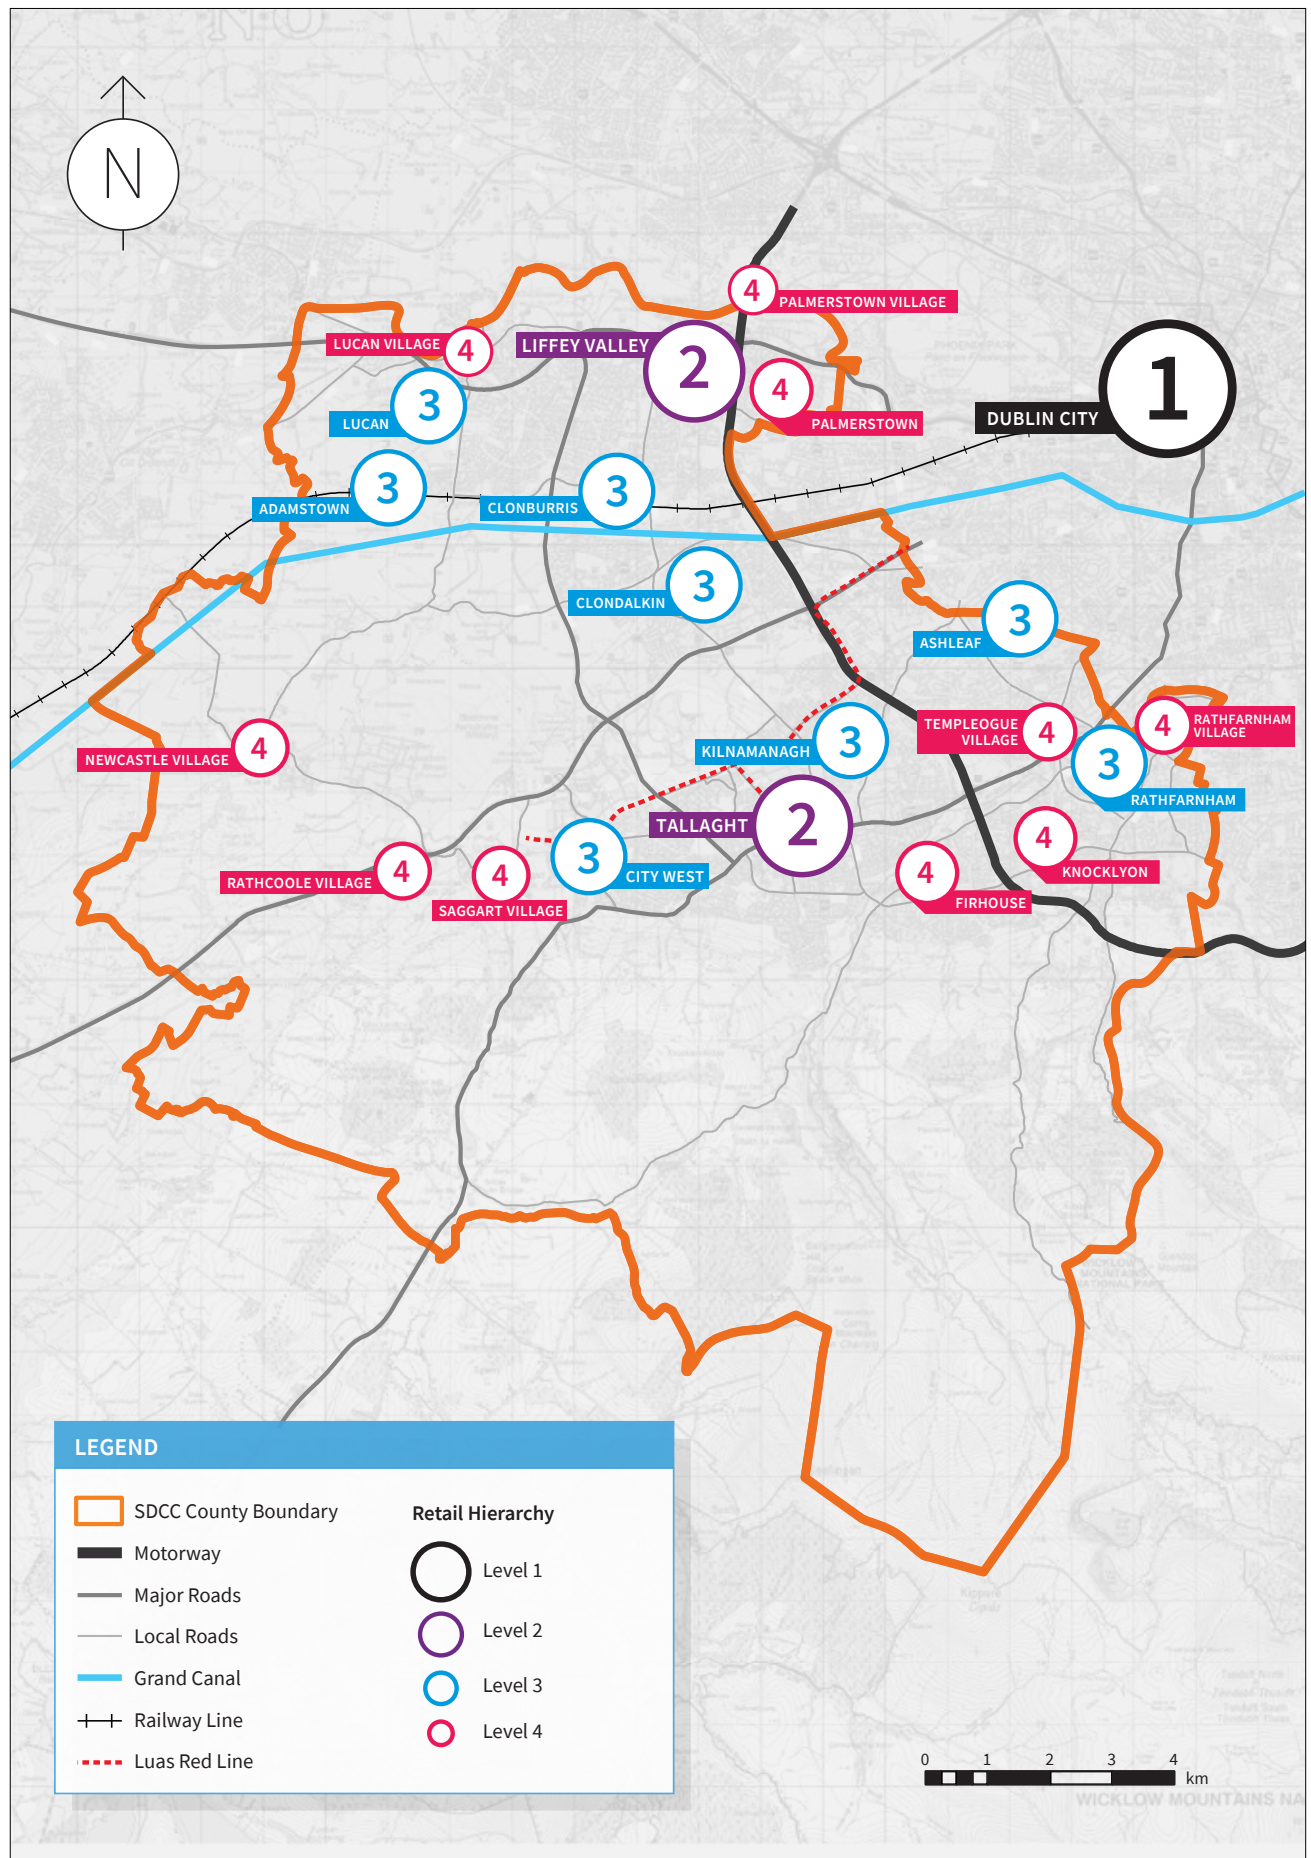 N
4
PALMERSTOWN VILLAGE
LUCAN VILLAGE
4
LIFFEY VALLEY
2
1
DUBLIN CITY
4
PALMERSTOWN
3
LUCAN
3
ADAMSTOWN
3
CLONBURRIS
3
CLONDALKIN
3
ASHLEAF
4
NEWCASTLE VILLAGE
3
KILNAMANAGH
TEMPLEOGUE
VILLAGE
4
4
RATHFARNHAM
VILLAGE
3
RATHFARNHAM
TALLAGHT
2
3
CITY WEST
4
RATHCOOLE VILLAGE
4
SAGGART VILLAGE
4
FIRHOUSE
4
KNOCKLYON
LEGEND
SDCC County Boundary
Motorway
Major Roads
Local Roads
Grand Canal
Railway Line
Luas Red Line
Retail Hierarchy
Level 1
Level 2
Level 3
Level 4
0 1 2 3 4
km
WICKLOW MOUNTAINS NA